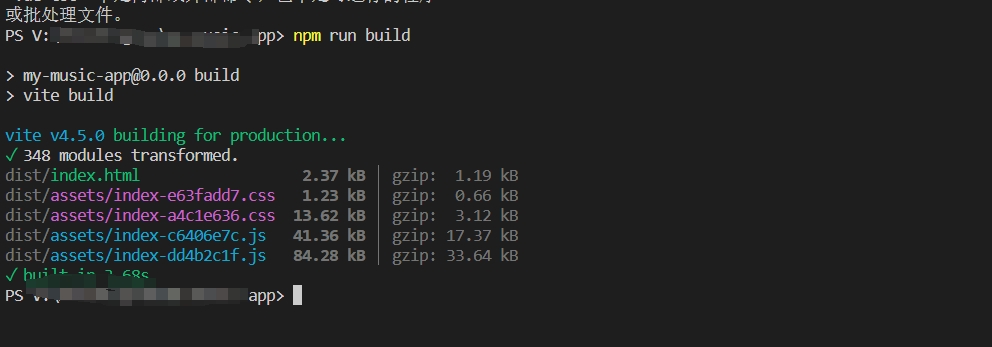 或批处理文件。
PS V:\ app> npm run build
> my-music-app@0.0.0 build
> vite build
vite v4.5.0 building for production...
✓ 348 modules transformed.
dist/index.html 2.37 kB │ gzip: 1.19 kB
dist/assets/index-e63fadd7.css 1.23 kB │ gzip: 0.66 kB
dist/assets/index-a4c1e636.css 13.62 kB │ gzip: 3.12 kB
dist/assets/index-c6406e7c.js 41.36 kB │ gzip: 17.37 kB
dist/assets/index-dd4b2c1f.js 84.28 kB │ gzip: 33.64 kB
✓ built in 3.68s
PS V:\ app>